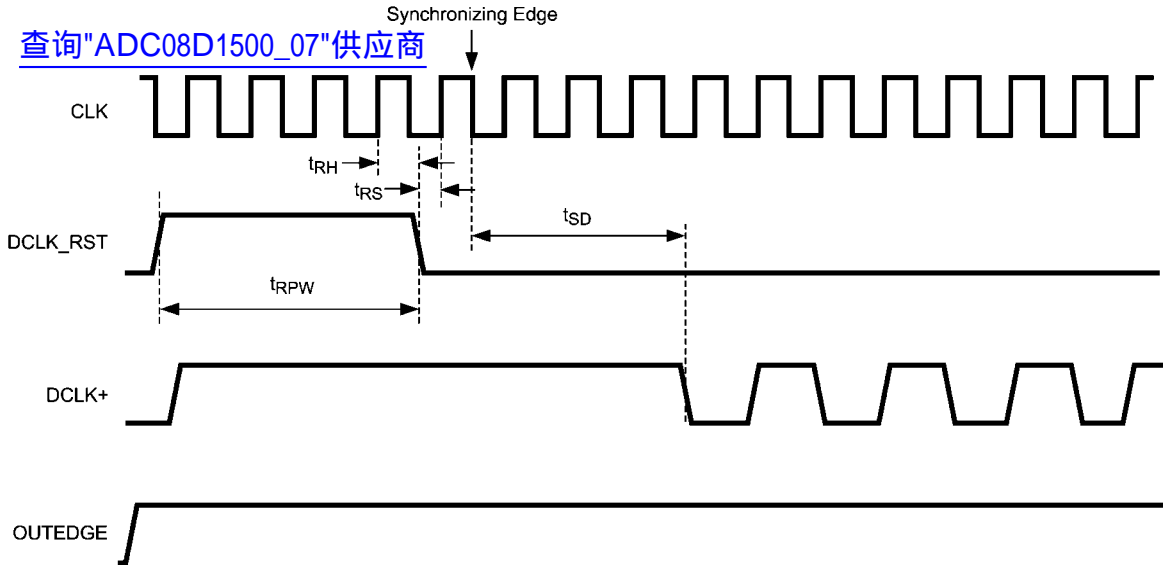 Synchronizing Edge
查询"ADC08D1500_07"供应商
CLK
tRH
tRS
tSD
DCLK_RST
tRPW
DCLK+
OUTEDGE